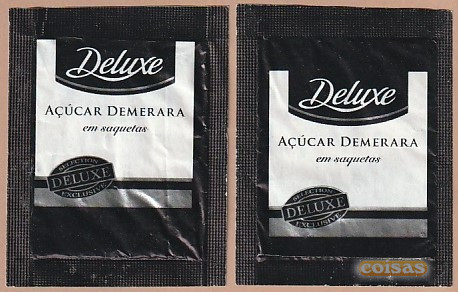 Deluxe
AÇÚCAR DEMERARA
em saquetas
SELECTION
DELUXE
EXCLUSIVE
Deluxe
AÇÚCAR DEMERARA
em saquetas
SELECTION
DELUXE
EXCLUSIVE
coisas